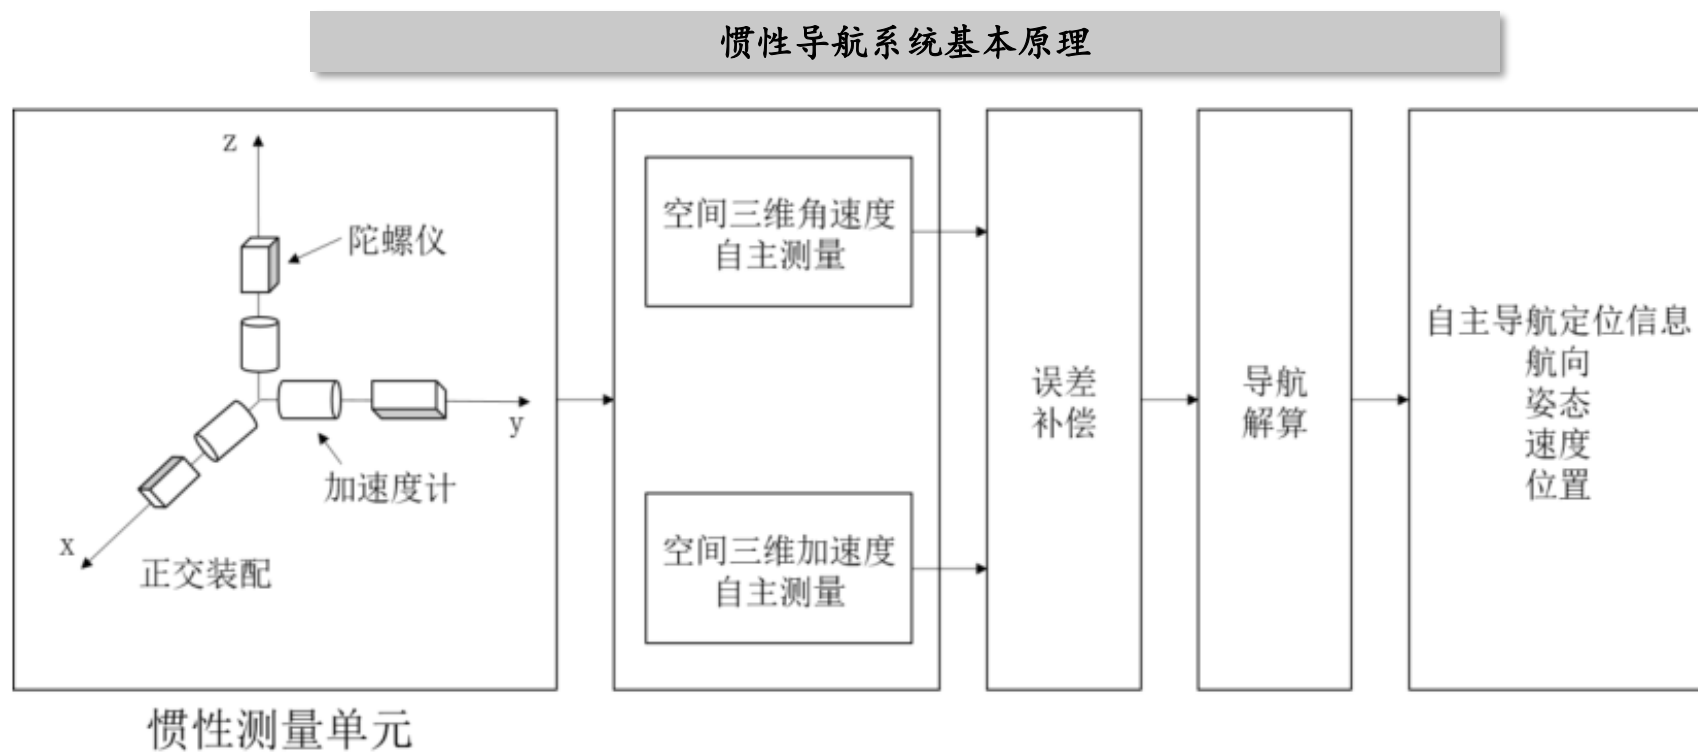 惯性导航系统基本原理
z
陀螺仪
y
加速度计
x
正交装配
惯性测量单元
空间三维角速度
自主测量
空间三维加速度
自主测量
误差
补偿
导航
解算
自主导航定位信息
航向
姿态
速度
位置